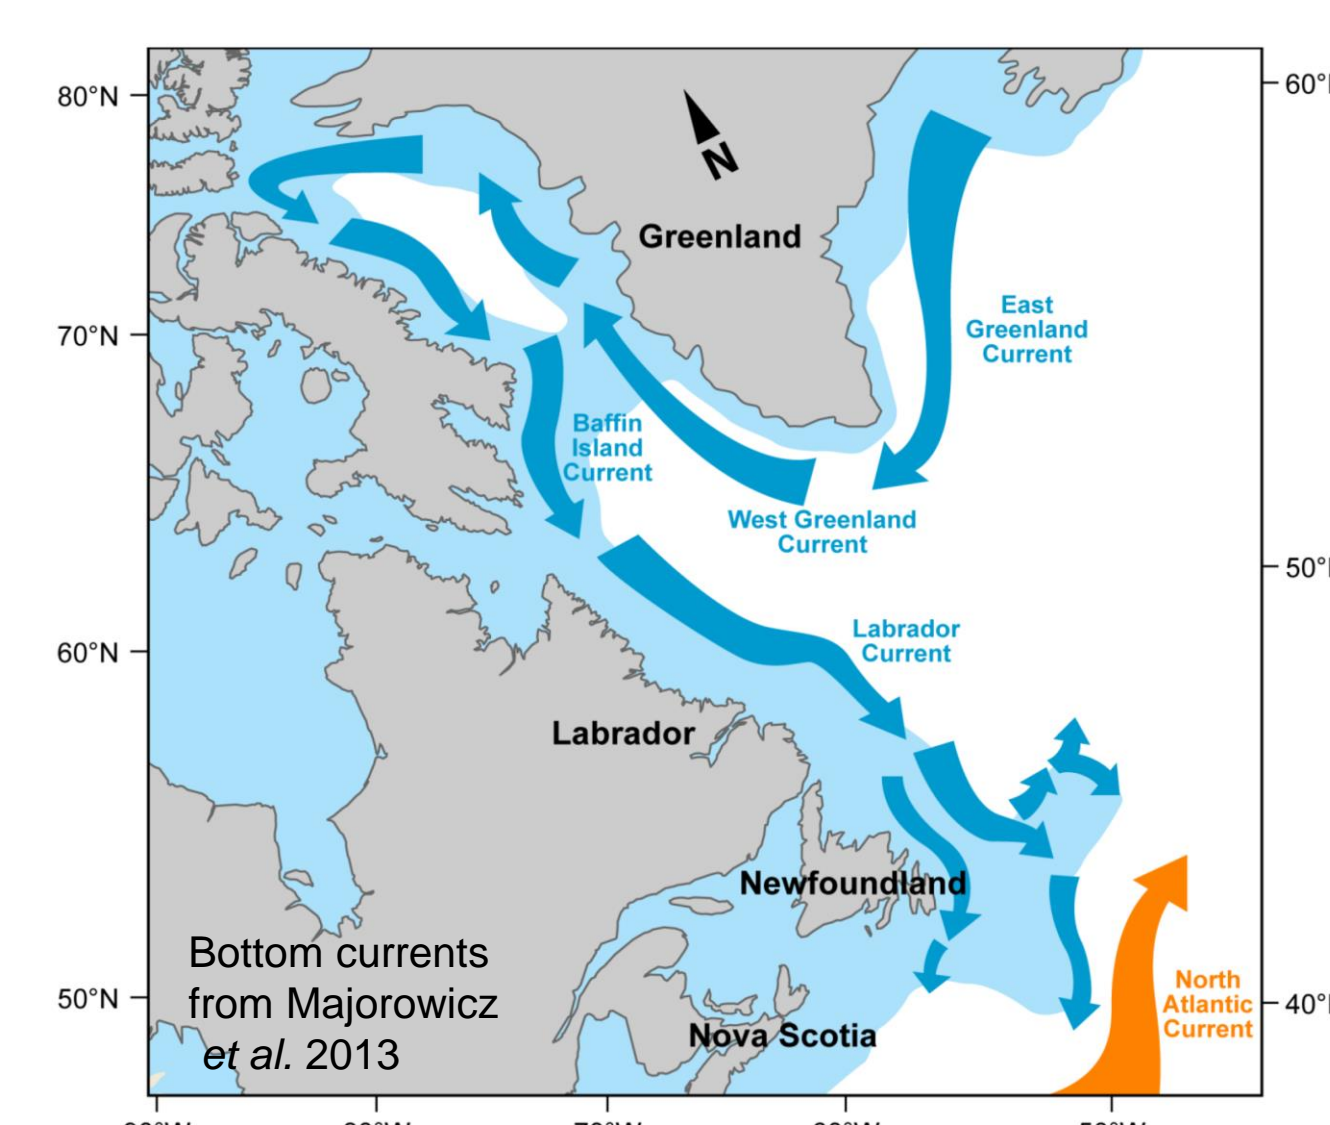 80°N
60°
N
Greenland
East
Greenland
Current
70°N
Baffin
Island
Current
West Greenland
Current
50°
Labrador
Current
60°N
Labrador
Newfoundland
Bottom currents
from Majorowicz
et al. 2013
50°N
North
Atlantic
Current
40°
Nova Scotia